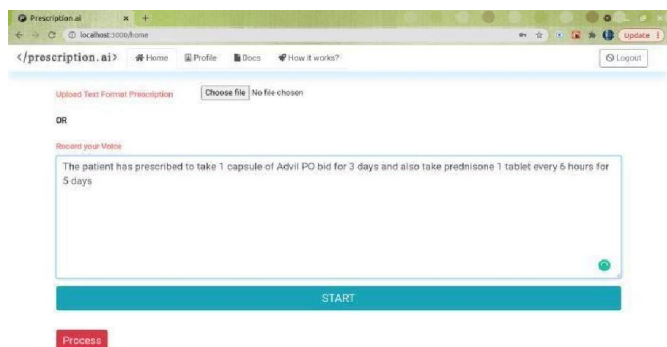 Prescription.ai
localhost:3000/home
Update
</prescription.ai> Home Profile Docs How it works? Logout
Upload Text Format Prescription Choose file No file chosen
OR
Record your Voice
The patient has prescribed to take 1 capsule of Advil PO bid for 3 days and also take prednisone 1 tablet every 6 hours for
5 days
START
Process